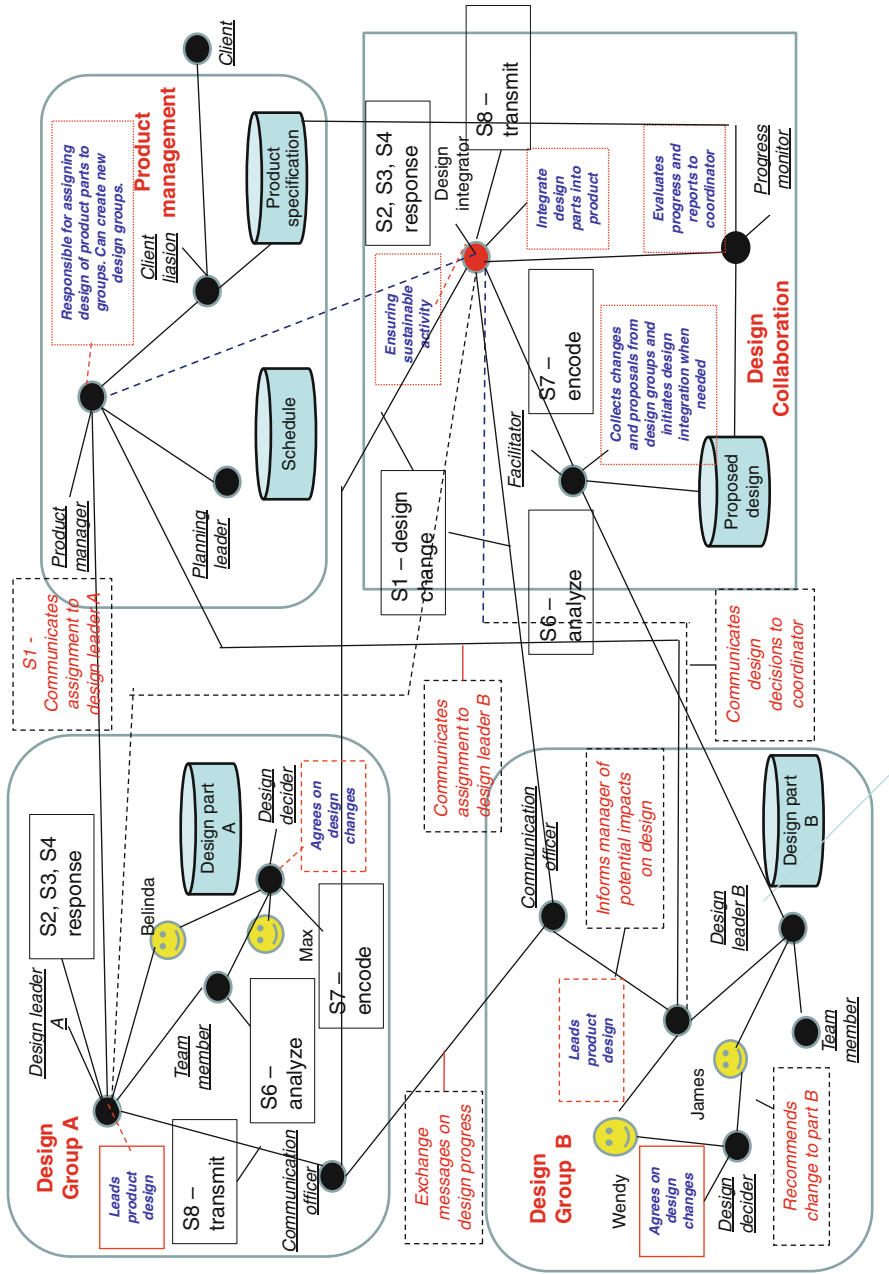 Design
Group A
Design leader
A
S2, S3, S4
response
Belinda
Leads
product
design
Team
member
Design part
A
Design
decider
Max
Agrees on
design
changes
S8 –
transmit
S6 –
analyze
S7 –
encode
Communication
officer
S1 -
Communicates
assignment to
design leader A
Product
manager
Responsible for assigning
design of product parts to
groups. Can create new
design groups.
Product
management
Client
Client
liasion
Planning
leader
Schedule
Product
specification
Exchange
messages on
design progress
Communicates
assignment to
design leader B
S1 – design
change
Ensuring
sustainable
activity
S2, S3, S4
response
Design
integrator
S8 –
transmit
Facilitator
S6 –
analyze
S7 –
encode
Integrate
design
parts into
product
Collects changes
and proposals from
design groups and
initiates design
integration when
needed
Evaluates
progress and
reports to
coordinator
Proposed
design
Design
Collaboration
Progress
monitor
Communicates
design
decisions to
coordinator
Design
Group B
Communication
officer
Wendy
Leads
product
design
Informs manager of
potential impacts
on design
Agrees on
design
changes
James
Design
leader B
Design part
B
Design
decider
Team
member
Recommends
change to part B